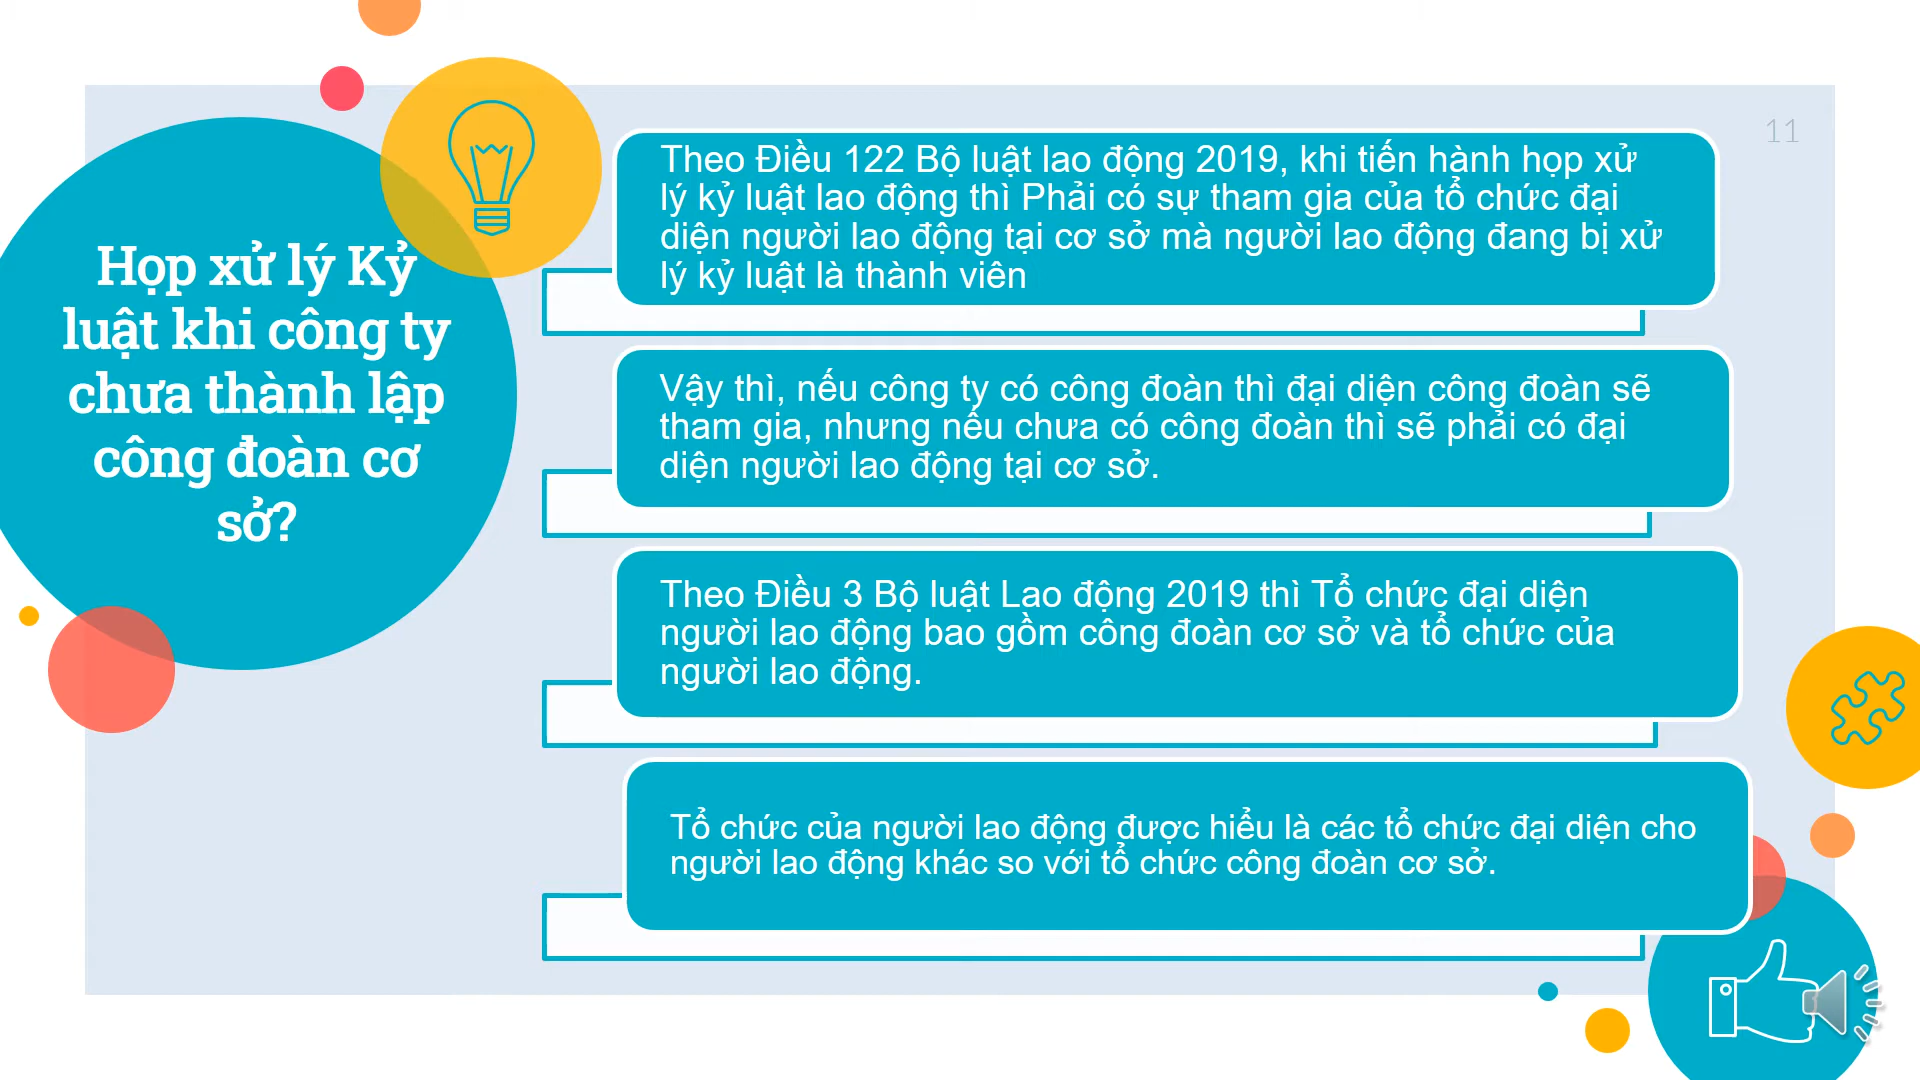 11
Họp xử lý Kỷ
luật khi công ty
chưa thành lập
công đoàn cơ
sở?
Theo Điều 122 Bộ luật lao động 2019, khi tiến hành họp xử
lý kỷ luật lao động thì Phải có sự tham gia của tổ chức đại
diện người lao động tại cơ sở mà người lao động đang bị xử
lý kỷ luật là thành viên
Vậy thì, nếu công ty có công đoàn thì đại diện công đoàn sẽ
tham gia, nhưng nếu chưa có công đoàn thì sẽ phải có đại
diện người lao động tại cơ sở.
Theo Điều 3 Bộ luật Lao động 2019 thì Tổ chức đại diện
người lao động bao gồm công đoàn cơ sở và tổ chức của
người lao động.
Tổ chức của người lao động được hiểu là các tổ chức đại diện cho
người lao động khác so với tổ chức công đoàn cơ sở.